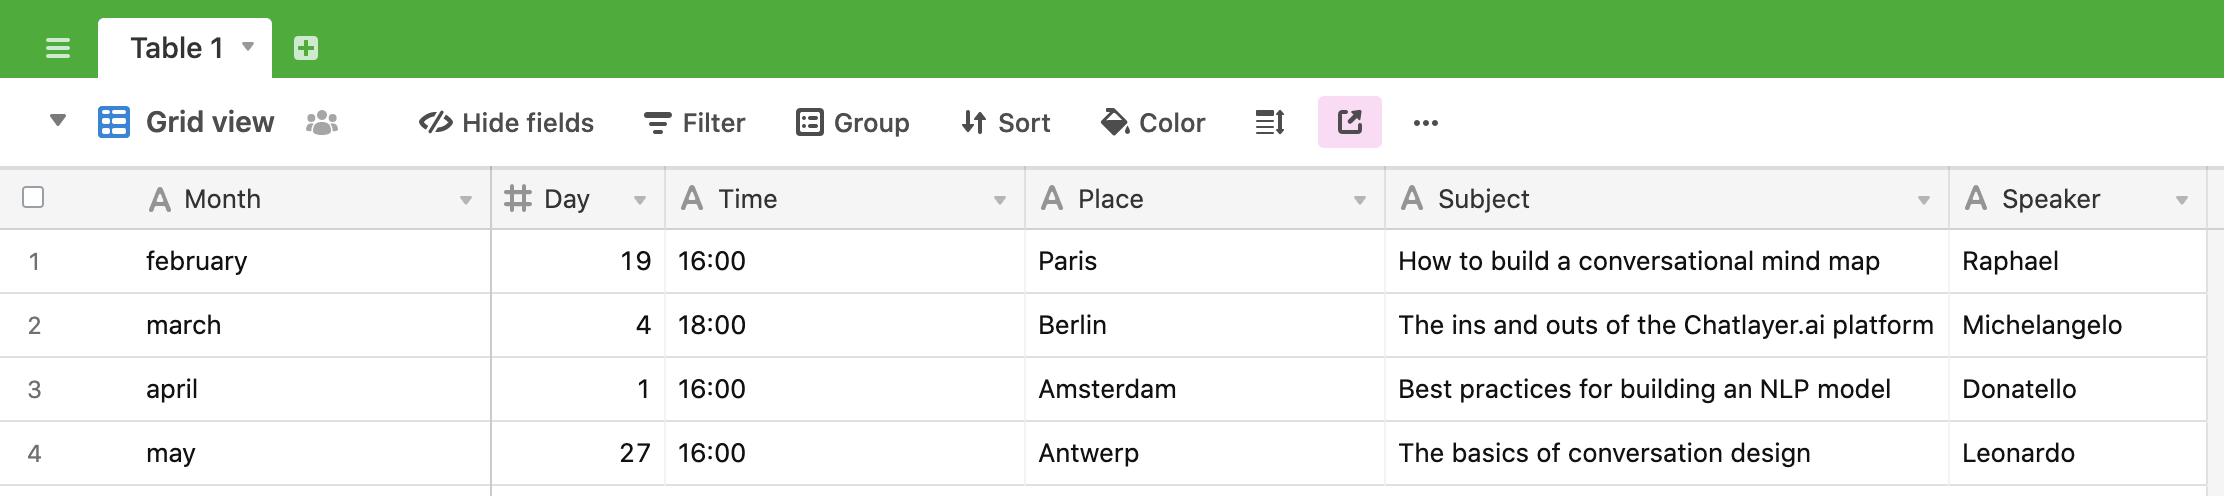 Table 1
Grid view Hide fields Filter Group Sort Color
Month Day Time Place Subject Speaker
1 february 19 16:00 Paris How to build a conversational mind map Raphael
2 march 4 18:00 Berlin The ins and outs of the Chatlayer.ai platform Michelangelo
3 april 1 16:00 Amsterdam Best practices for building an NLP model Donatello
4 may 27 16:00 Antwerp The basics of conversation design Leonardo